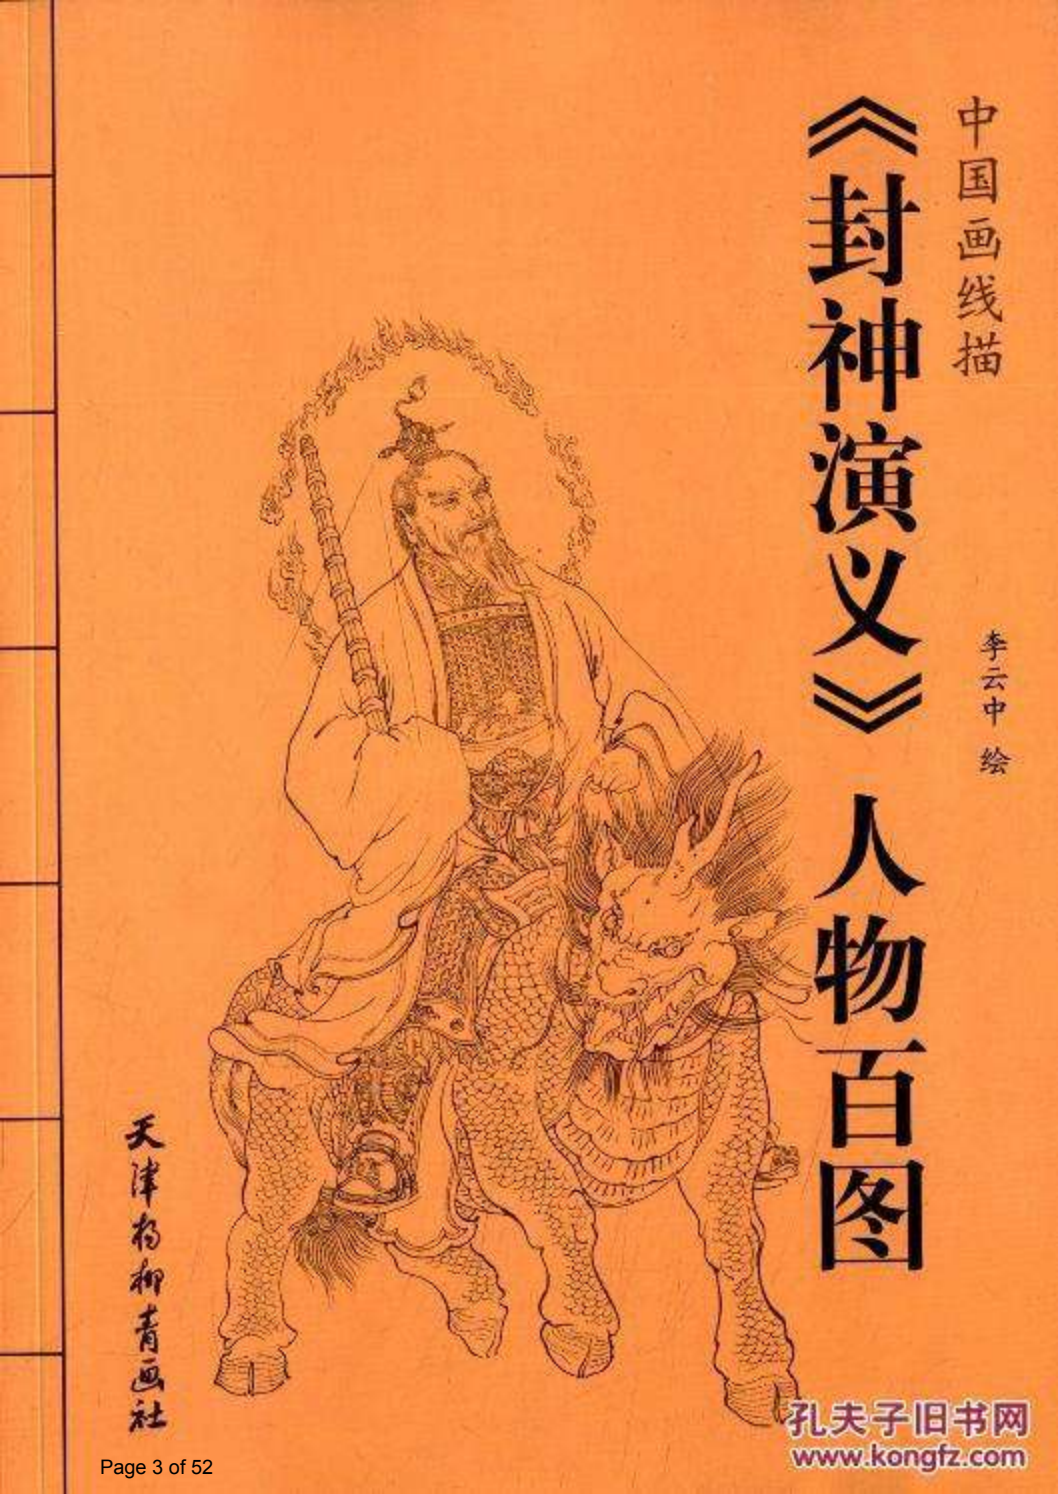 中国画线描
《封神演义》人物百图
李云中 绘
天津杨柳青画社
孔夫子旧书网
www.kongfz.com
Page 3 of 52